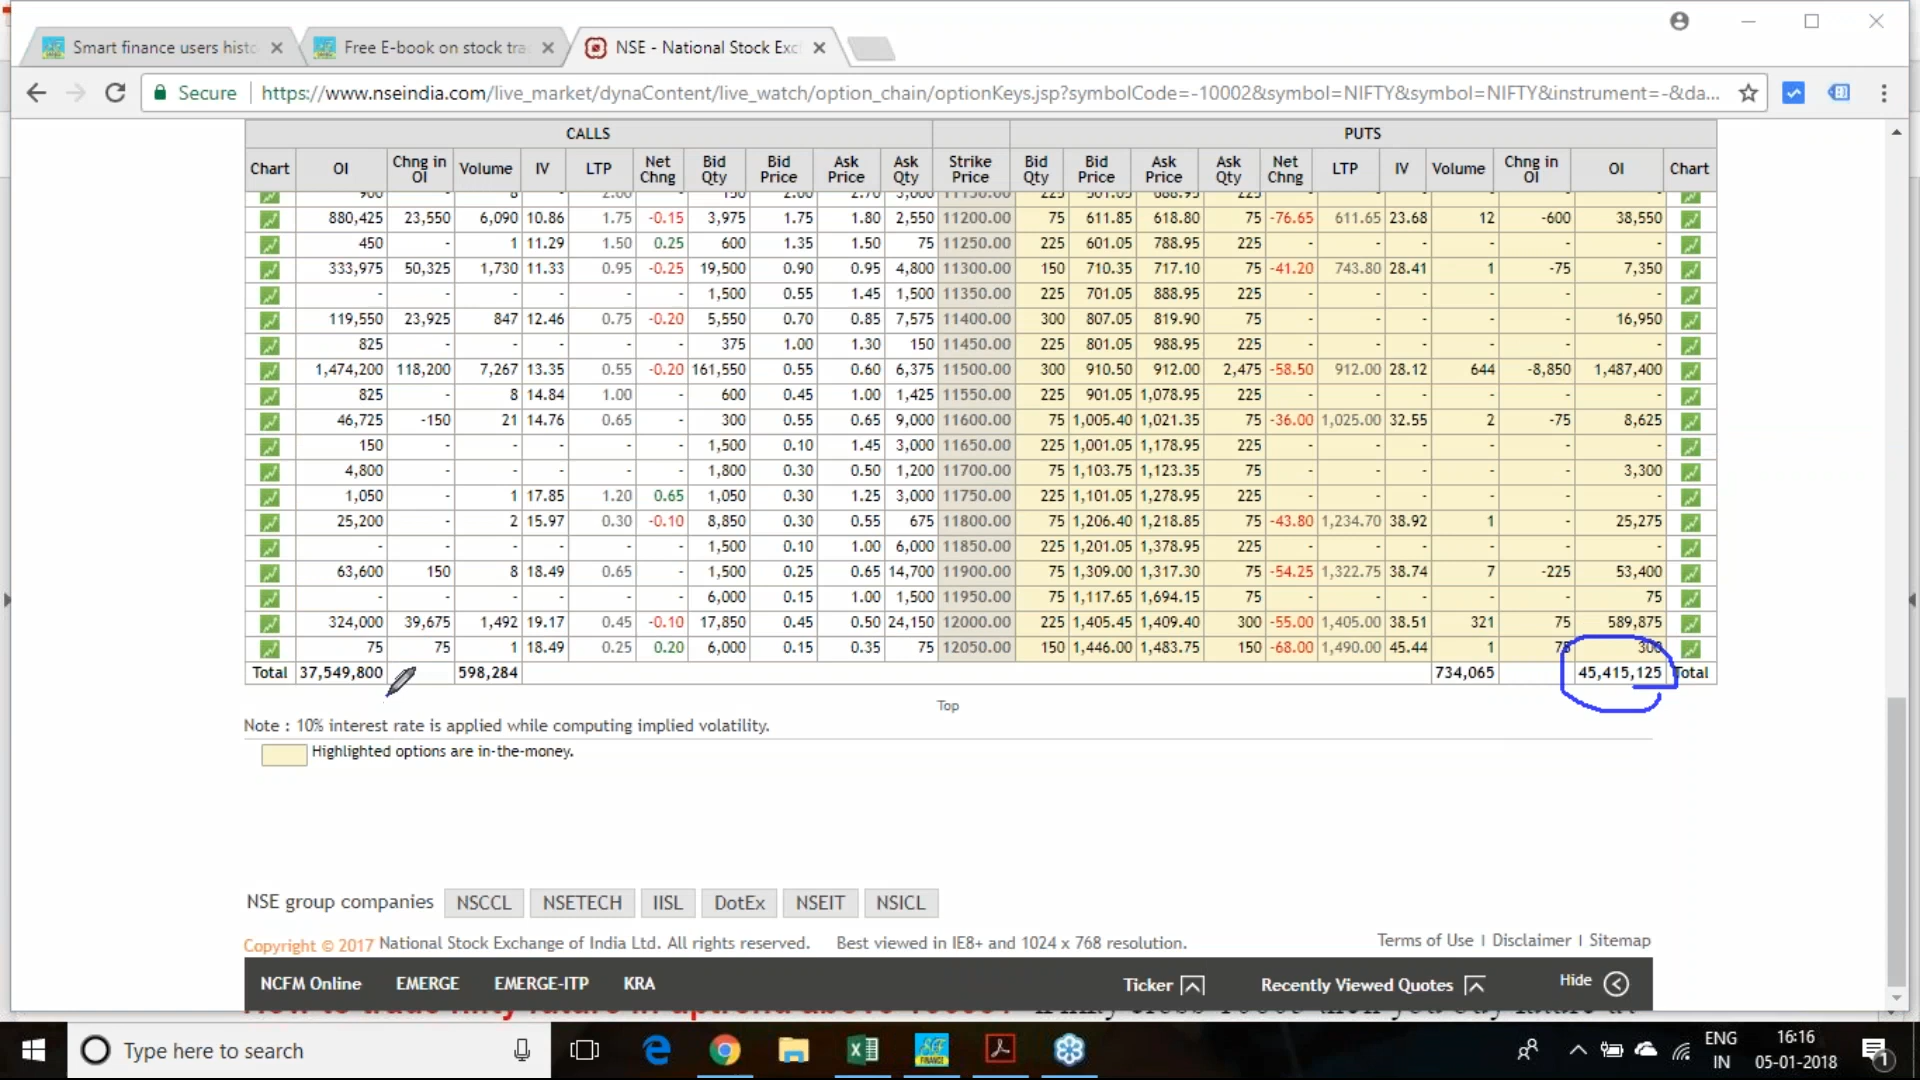 Smart finance users histo
Free E-book on stock tra
NSE - National Stock Exc
Secure https://www.nseindia.com/live_market/dynaContent/live_watch/option_chain/optionKeys.jsp?symbolCode=-10002&symbol=NIFTY&symbol=NIFTY&instrument=-&da...
CALLS PUTS
Chart OI Chng in OI Volume IV LTP Net Chng Bid Qty Bid Price Ask Price Ask Qty Strike Price Bid Qty Bid Price Ask Price Ask Qty Net Chng LTP IV Volume Chng in OI OI Chart
900 - 8 - 2.00 - 150 2.00 2.70 3,000 11150.00 225 501.05 688.95 225 - - - - - -
880,425 23,550 6,090 10.86 1.75 -0.15 3,975 1.75 1.80 2,550 11200.00 75 611.85 618.80 75 -76.65 611.65 23.68 12 -600 38,550
450 - 1 11.29 1.50 0.25 600 1.35 1.50 75 11250.00 225 601.05 788.95 225 - - - - - -
333,975 50,325 1,730 11.33 0.95 -0.25 19,500 0.90 0.95 4,800 11300.00 150 710.35 717.10 75 -41.20 743.80 28.41 1 -75 7,350
- - - - - - 1,500 0.55 1.45 1,500 11350.00 225 701.05 888.95 225 - - - - - -
119,550 23,925 847 12.46 0.75 -0.20 5,550 0.70 0.85 7,575 11400.00 300 807.05 819.90 75 - - - - - 16,950
825 - - - - - 375 1.00 1.30 150 11450.00 225 801.05 988.95 225 - - - - - -
1,474,200 118,200 7,267 13.35 0.55 -0.20 161,550 0.55 0.60 6,375 11500.00 300 910.50 912.00 2,475 -58.50 912.00 28.12 644 -8,850 1,487,400
825 - 8 14.84 1.00 - 600 0.45 1.00 1,425 11550.00 225 901.05 1,078.95 225 - - - - - -
46,725 -150 21 14.76 0.65 - 300 0.55 0.65 9,000 11600.00 75 1,005.40 1,021.35 75 -36.00 1,025.00 32.55 2 -75 8,625
150 - - - - - 1,500 0.10 1.45 3,000 11650.00 225 1,001.05 1,178.95 225 - - - - - -
4,800 - - - - - 1,800 0.30 0.50 1,200 11700.00 75 1,103.75 1,123.35 75 - - - - - 3,300
1,050 - 1 17.85 1.20 0.65 1,050 0.30 1.25 3,000 11750.00 225 1,101.05 1,278.95 225 - - - - - -
25,200 - 2 15.97 0.30 -0.10 8,850 0.30 0.55 675 11800.00 75 1,206.40 1,218.85 75 -43.80 1,234.70 38.92 1 - 25,275
- - - - - - 1,500 0.10 1.00 6,000 11850.00 225 1,201.05 1,378.95 225 - - - - - -
63,600 150 8 18.49 0.65 - 1,500 0.25 0.65 14,700 11900.00 75 1,309.00 1,317.30 75 -54.25 1,322.75 38.74 7 -225 53,400
- - - - - - 6,000 0.15 1.00 1,500 11950.00 75 1,117.65 1,694.15 75 - - - - - 75
324,000 39,675 1,492 19.17 0.45 -0.10 17,850 0.45 0.50 24,150 12000.00 225 1,405.45 1,409.40 300 -55.00 1,405.00 38.51 321 75 589,875
75 75 1 18.49 0.25 0.20 6,000 0.15 0.35 75 12050.00 150 1,446.00 1,483.75 150 -68.00 1,490.00 45.44 1 75 300
Total 37,549,800 598,284 734,065 45,415,125 Total
Top
Note : 10% interest rate is applied while computing implied volatility.
Highlighted options are in-the-money.
NSE group companies NSCCL NSETECH IISL DotEx NSEIT NSICL
Copyright © 2017 National Stock Exchange of India Ltd. All rights reserved. Best viewed in IE8+ and 1024 x 768 resolution. Terms of Use | Disclaimer | Sitemap
NCFM Online EMERGE EMERGE-ITP KRA Ticker Recently Viewed Quotes Hide
Type here to search
SF FINANCE
ENG
IN
16:16
05-01-2018
1